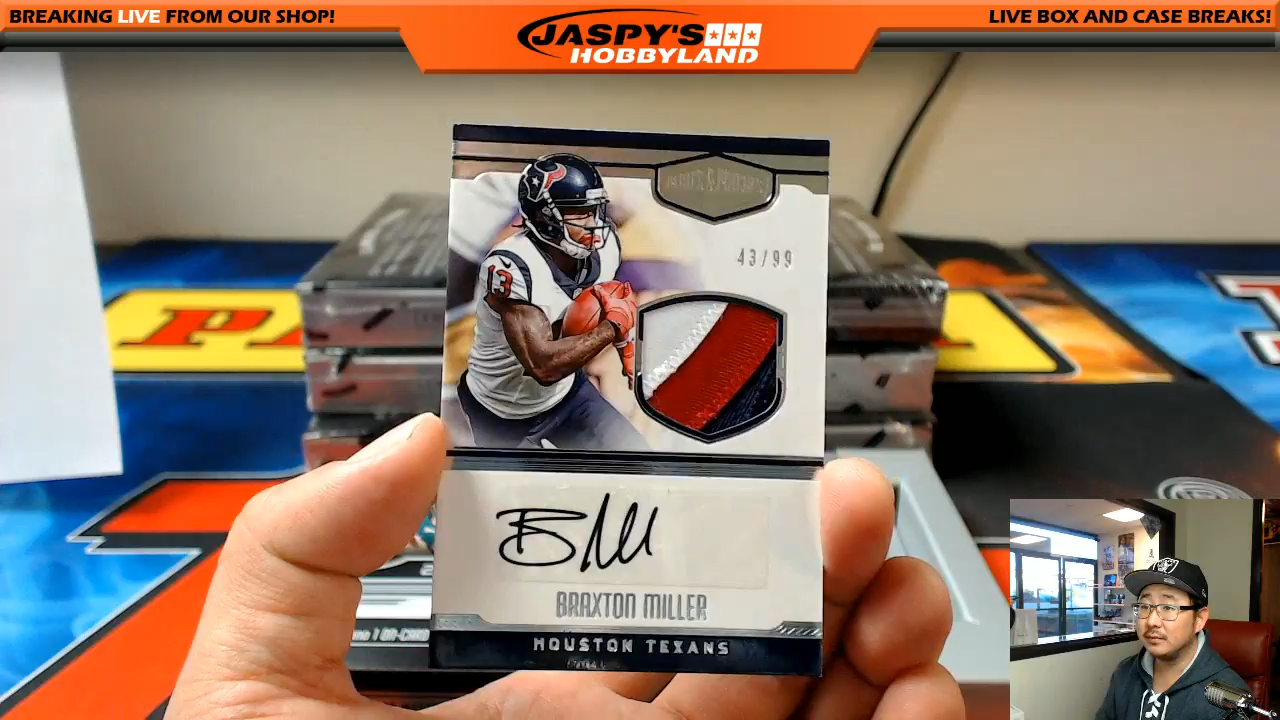 BREAKING LIVE FROM OUR SHOP!
JASPY'S
HOBBYLAND
LIVE BOX AND CASE BREAKS!
43/99
13
BRAXTON MILLER
HOUSTON TEXANS